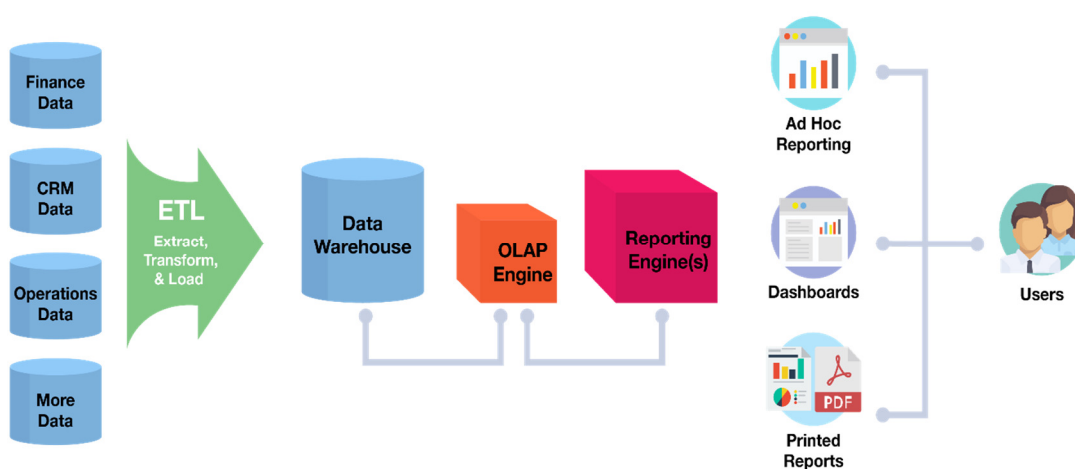 Finance
Data
CRM
Data
Operations
Data
More
Data
ETL
Extract,
Transform,
& Load
Data
Warehouse
OLAP
Engine
Reporting
Engine(s)
Ad Hoc
Reporting
Dashboards
PDF
Printed
Reports
Users